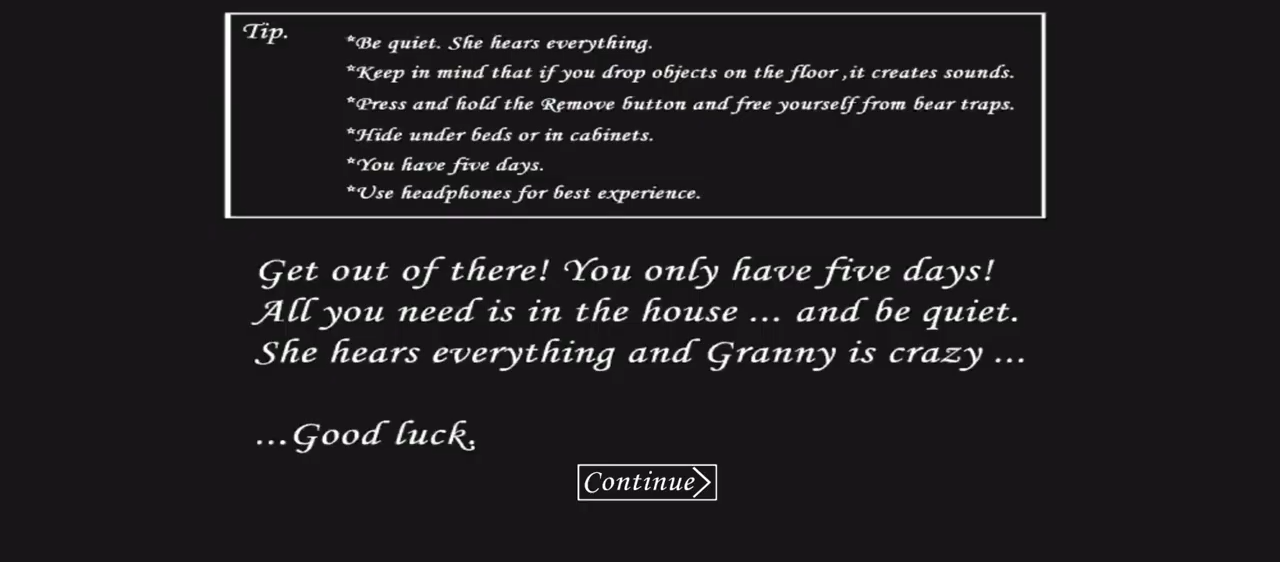 Tip.
*Be quiet. She hears everything.
*Keep in mind that if you drop objects on the floor ,it creates sounds.
*Press and hold the Remove button and free yourself from bear traps.
*Hide under beds or in cabinets.
*You have five days.
*Use headphones for best experience.
Get out of there! You only have five days!
All you need is in the house ... and be quiet.
She hears everything and Granny is crazy ...
...Good luck.
Continue>